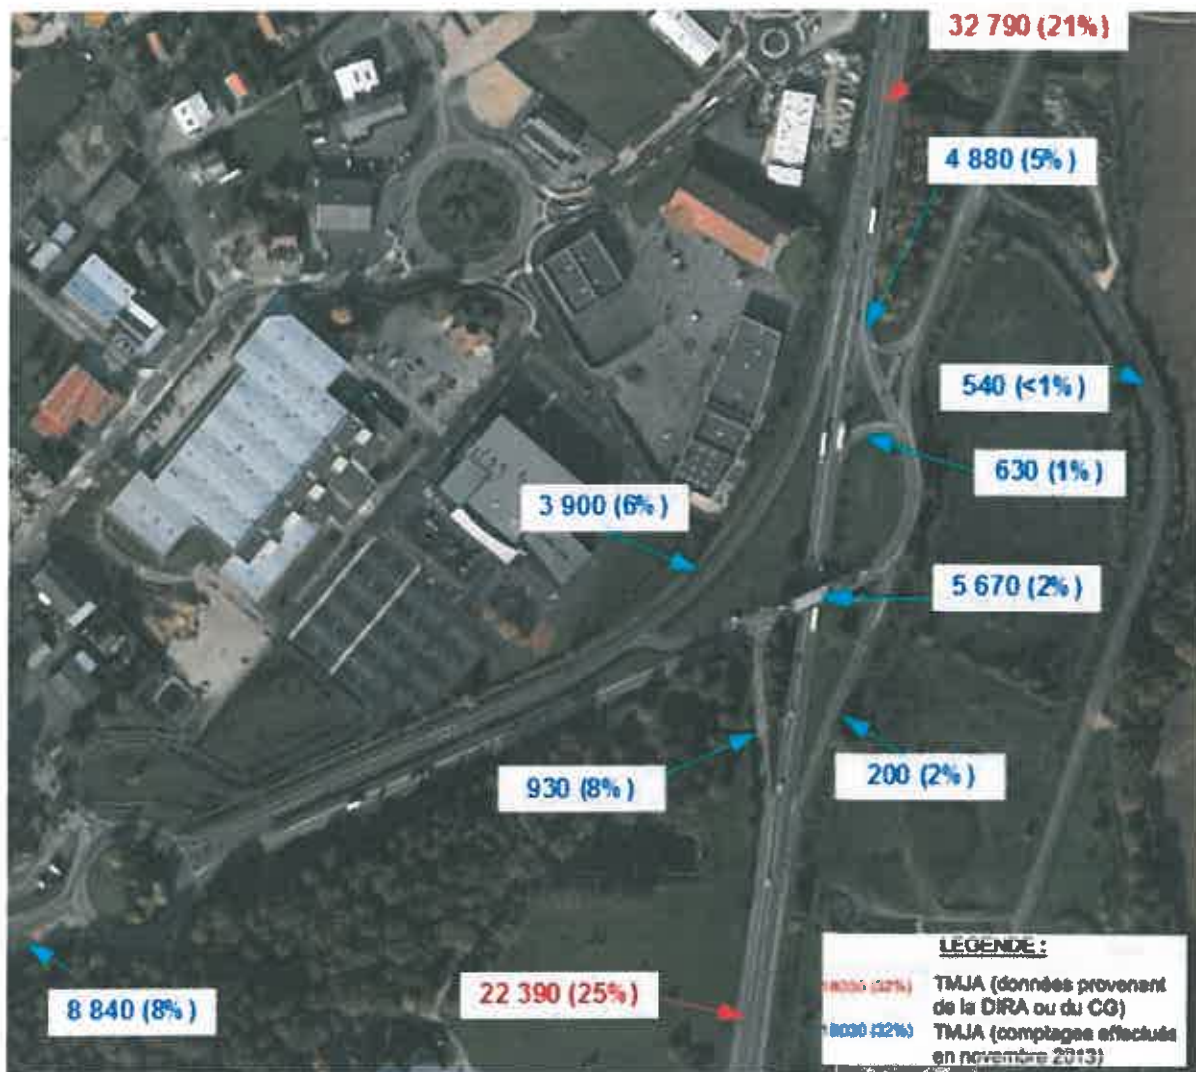 32 790 (21%)
4 880 (5%)
540 (<1%)
630 (1%)
3 900 (6%)
5 670 (2%)
930 (8%)
200 (2%)
22 390 (25%)
8 840 (8%)
LEGENDE :
TMJA (données provenant
de la DIRA ou du CG)
(32%)
TMJA (comptages effectués
en novembre 2013)